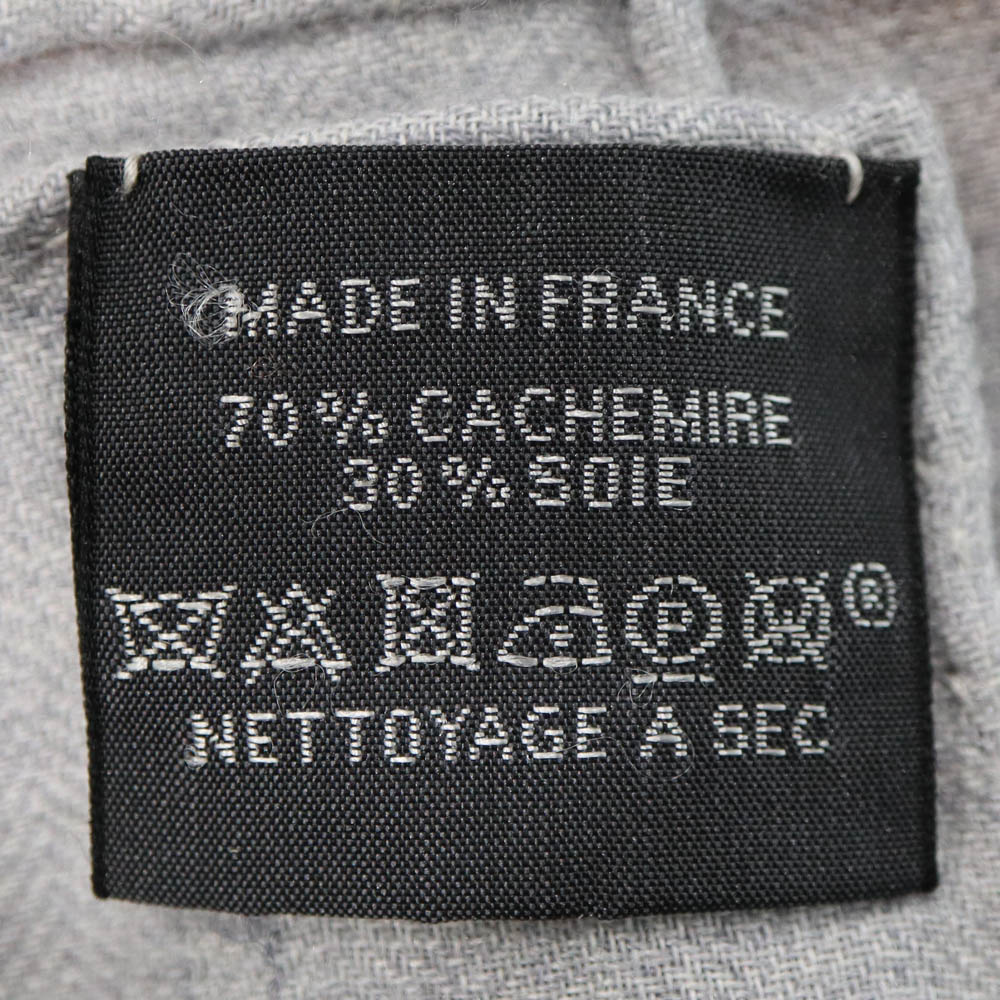 MADE IN FRANCE
70 % CACHEMIRE
30 % SOIE
P W ®
NETTOYAGE A SEC